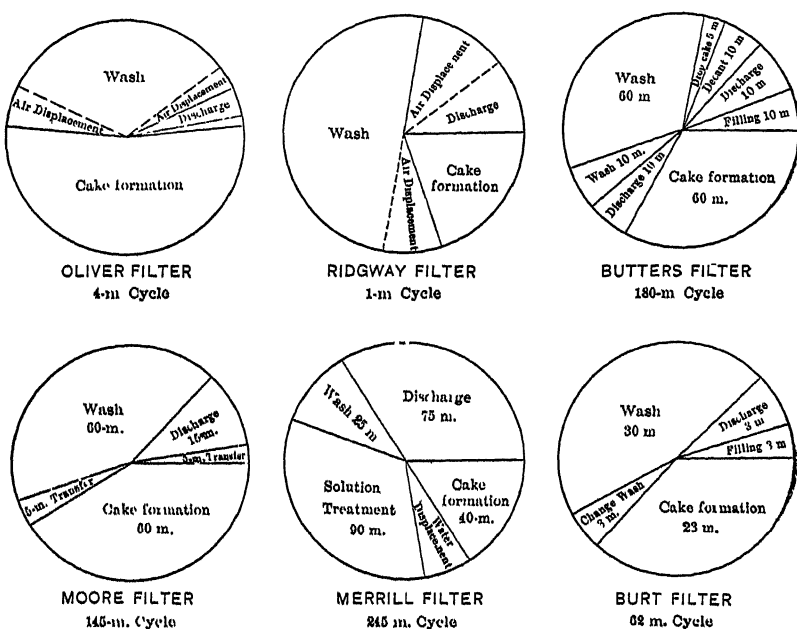 Wash
Air Displacement
Air Displacement
Discharge
Cake formation
OLIVER FILTER
4-m Cycle
Wash
Air Displacement
Discharge
Cake
formation
Air Displacement
RIDGWAY FILTER
1-m Cycle
Wash
60 m
Drop cake 5 m
Decant 10 m
Discharge
10 m
Filling 10 m
Wash 10 m.
Discharge 10 m
Cake formation
60 m.
BUTTERS FILTER
180-m Cycle
Wash
60-m.
Discharge
15-m.
5-m. Transfer
5-m. Transfer
Cake formation
60 m.
MOORE FILTER
145-m. Cycle
Wash 25 m
Discharge
75 m.
Solution
Treatment
90 m.
Cake
formation
40-m.
Water
Displacement
MERRILL FILTER
245 m. Cycle
Wash
30 m
Discharge
3 m
Filling 3 m
Change Wash
3 m.
Cake formation
23 m.
BURT FILTER
62 m. Cycle